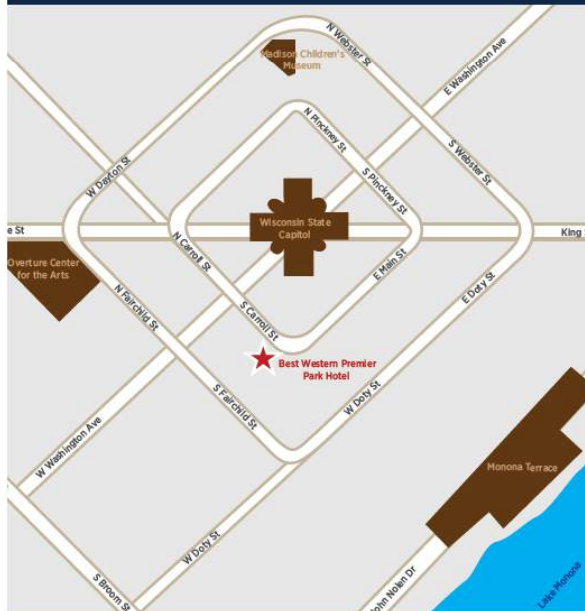 N Webster St
Madison Children's
Museum
E Washington Ave
N Pinckney St
S Webster St
W Dayton St
S Pinckney St
Wisconsin State
Capitol
e St
King
N Carroll St
E Main St
Overture Center
for the Arts
N Fairchild St
E Doty St
S Carroll St
Best Western Premier
Park Hotel
S Fairchild St
W Doty St
W Washington Ave
Monona Terrace
W Doty St
S Broom St
John Nolen Dr
Lake Monona